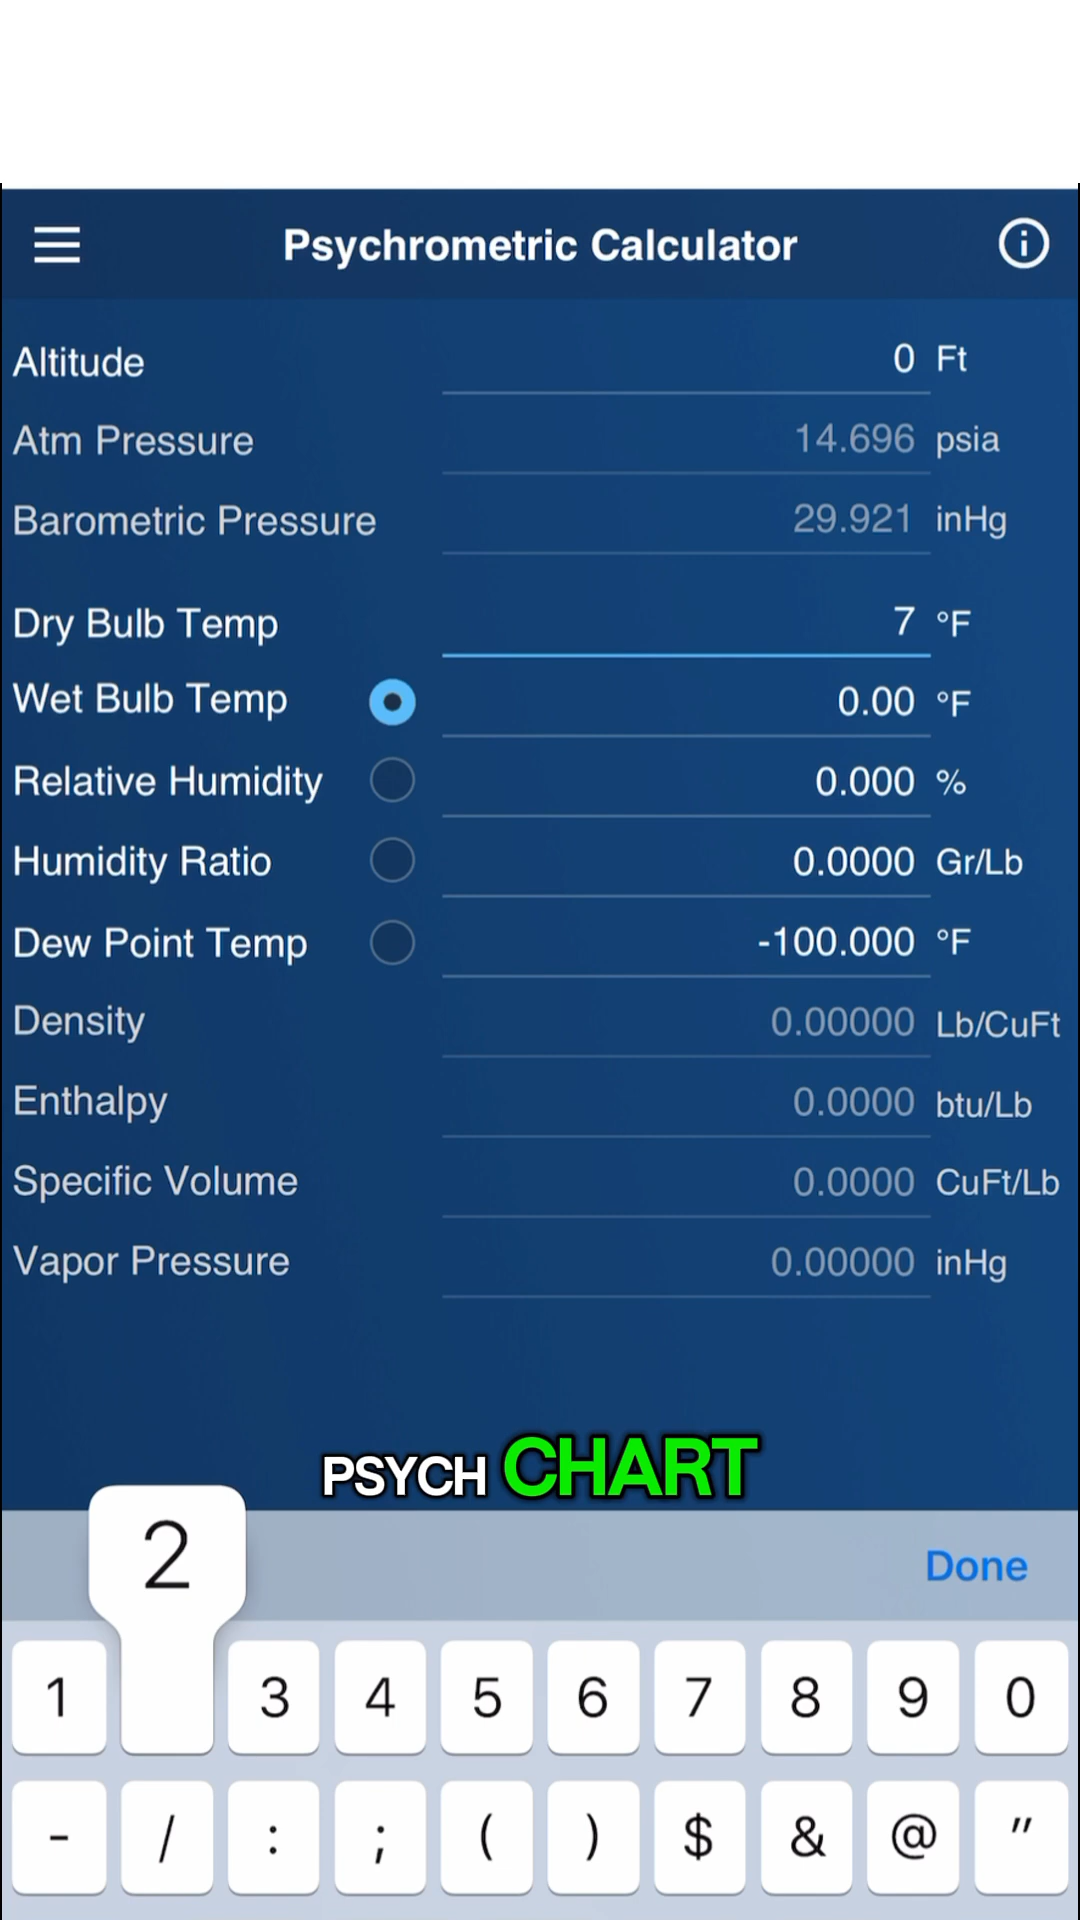 Psychrometric Calculator
Altitude 0 Ft
Atm Pressure 14.696 psia
Barometric Pressure 29.921 inHg
Dry Bulb Temp 7 °F
Wet Bulb Temp 0.00 °F
Relative Humidity 0.000 %
Humidity Ratio 0.0000 Gr/Lb
Dew Point Temp -100.000 °F
Density 0.00000 Lb/CuFt
Enthalpy 0.0000 btu/Lb
Specific Volume 0.0000 CuFt/Lb
Vapor Pressure 0.00000 inHg
PSYCH CHART
2
Done
1 3 4 5 6 7 8 9 0
- / : ; ( ) $ & @ "